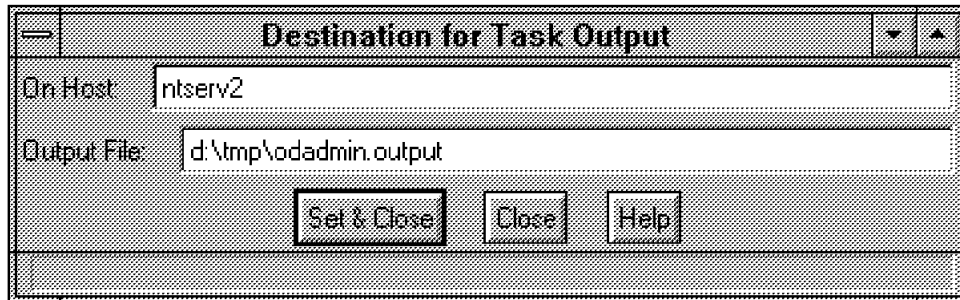 Destination for Task Output
On Host: ntserv2
Output File: d:\tmp\odadmin.output
Set & Close Close Help